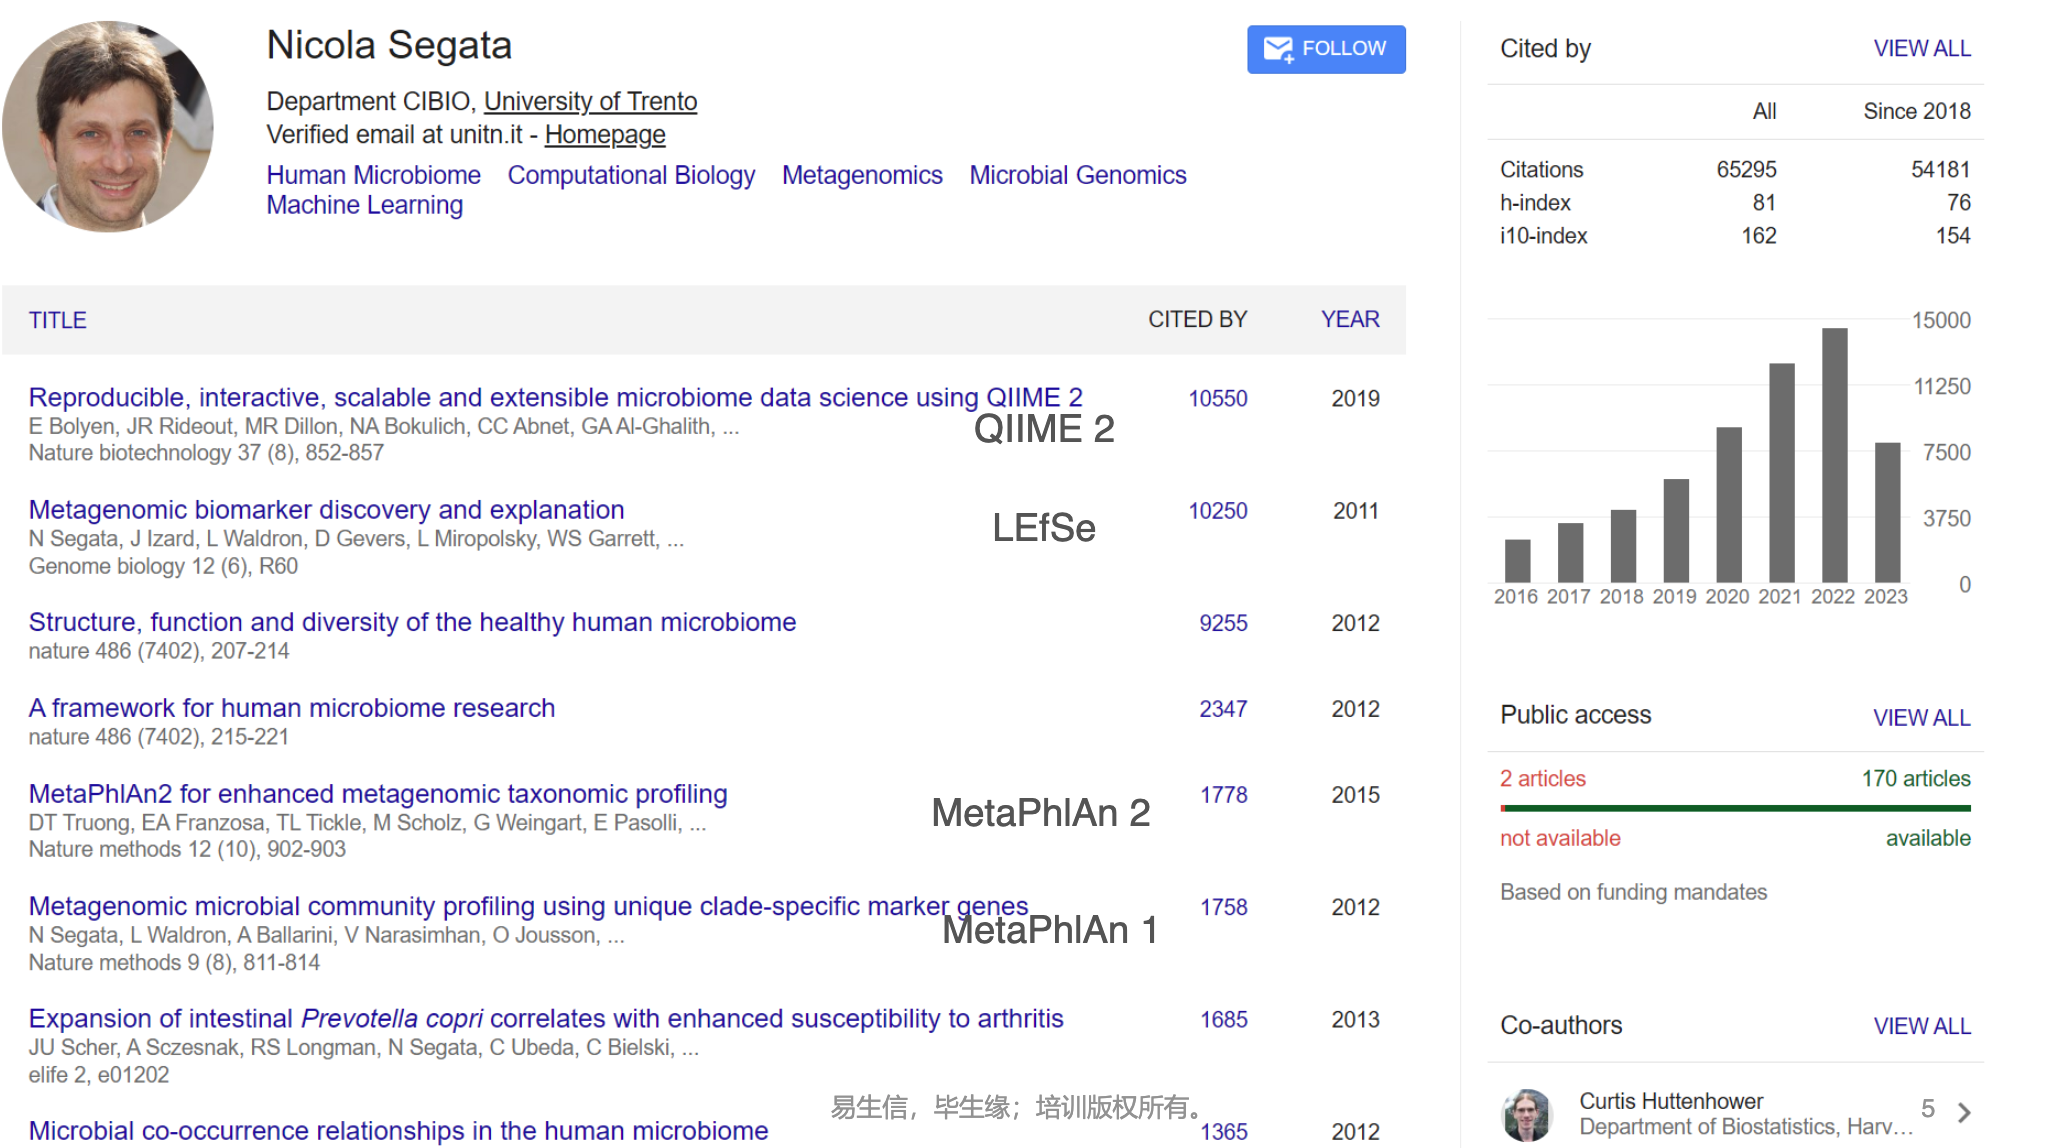 Nicola Segata
FOLLOW
Department CIBIO, University of Trento
Verified email at unitn.it - Homepage
Human Microbiome Computational Biology Metagenomics Microbial Genomics
Machine Learning
TITLE CITED BY YEAR
Reproducible, interactive, scalable and extensible microbiome data science using QIIME 2 10550 2019
E Bolyen, JR Rideout, MR Dillon, NA Bokulich, CC Abnet, GA Al-Ghalith, ...
QIIME 2
Nature biotechnology 37 (8), 852-857
Metagenomic biomarker discovery and explanation 10250 2011
LEfSe
N Segata, J Izard, L Waldron, D Gevers, L Miropolsky, WS Garrett, ...
Genome biology 12 (6), R60
Structure, function and diversity of the healthy human microbiome 9255 2012
nature 486 (7402), 207-214
A framework for human microbiome research 2347 2012
nature 486 (7402), 215-221
MetaPhlAn2 for enhanced metagenomic taxonomic profiling 1778 2015
MetaPhlAn 2
DT Truong, EA Franzosa, TL Tickle, M Scholz, G Weingart, E Pasolli, ...
Nature methods 12 (10), 902-903
Metagenomic microbial community profiling using unique clade-specific marker genes 1758 2012
MetaPhlAn 1
N Segata, L Waldron, A Ballarini, V Narasimhan, O Jousson, ...
Nature methods 9 (8), 811-814
Expansion of intestinal Prevotella copri correlates with enhanced susceptibility to arthritis 1685 2013
JU Scher, A Sczesnak, RS Longman, N Segata, C Ubeda, C Bielski, ...
elife 2, e01202
易生信，毕生缘；培训版权所有。
Microbial co-occurrence relationships in the human microbiome 1365 2012
Cited by VIEW ALL
All Since 2018
Citations 65295 54181
h-index 81 76
i10-index 162 154
15000
11250
7500
3750
0
2016 2017 2018 2019 2020 2021 2022 2023
Public access VIEW ALL
2 articles 170 articles
not available available
Based on funding mandates
Co-authors VIEW ALL
Curtis Huttenhower 5
Department of Biostatistics, Harv...